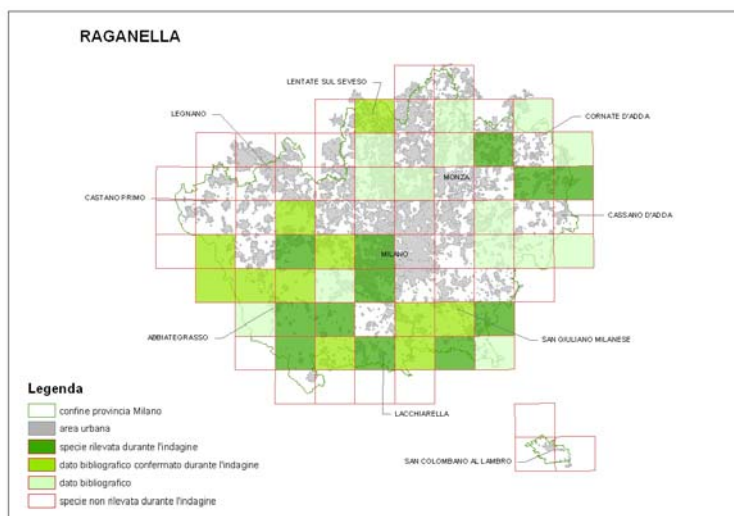 RAGANELLA
LENTATE SUL SEVESO
LEGNANO
CORNATE D'ADDA
MONZA
CASTANO PRIMO
CASSANO D'ADDA
MILANO
ABBIATEGRASSO
SAN GIULIANO MILANESE
LACCHIARELLA
SAN COLOMBANO AL LAMBRO
Legenda
confine provincia Milano
area urbana
specie rilevata durante l'indagine
dato bibliografico confermato durante l'indagine
dato bibliografico
specie non rilevata durante l'indagine